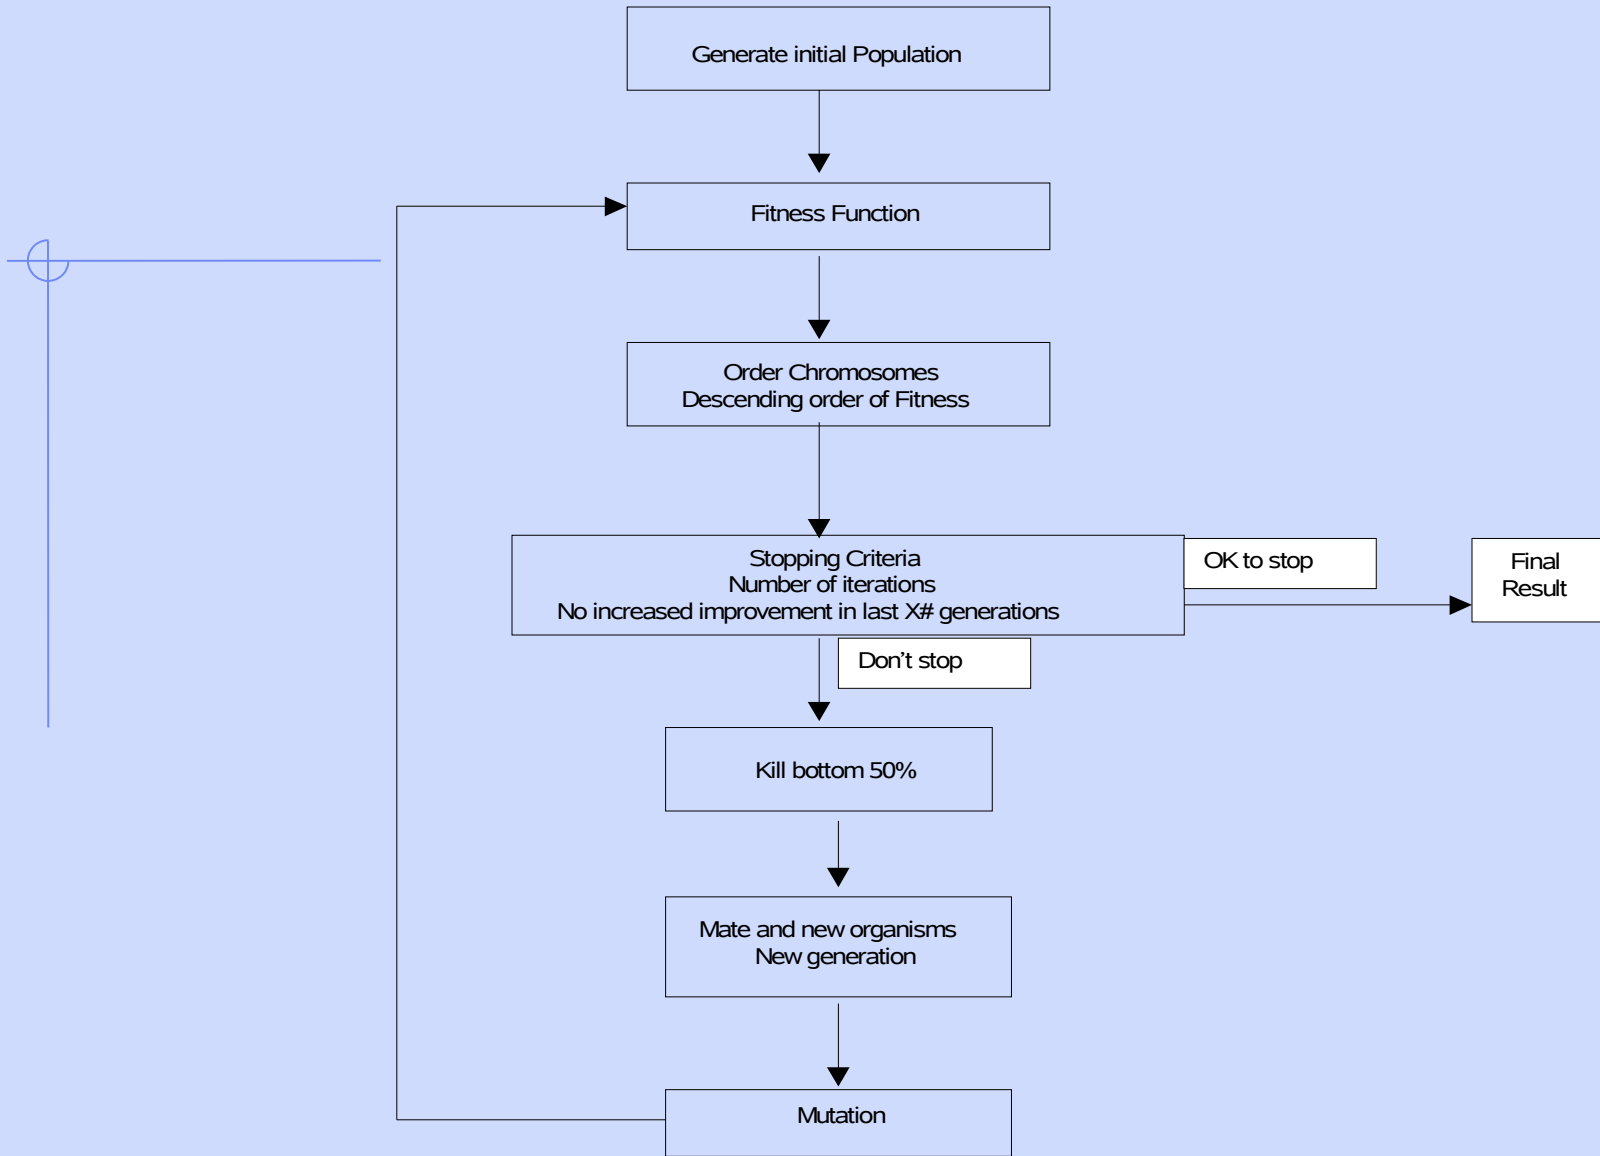 Generate initial Population
Fitness Function
Order Chromosomes
Descending order of Fitness
Stopping Criteria
Number of iterations
No increased improvement in last X# generations
OK to stop
Final
Result
Don't stop
Kill bottom 50%
Mate and new organisms
New generation
Mutation